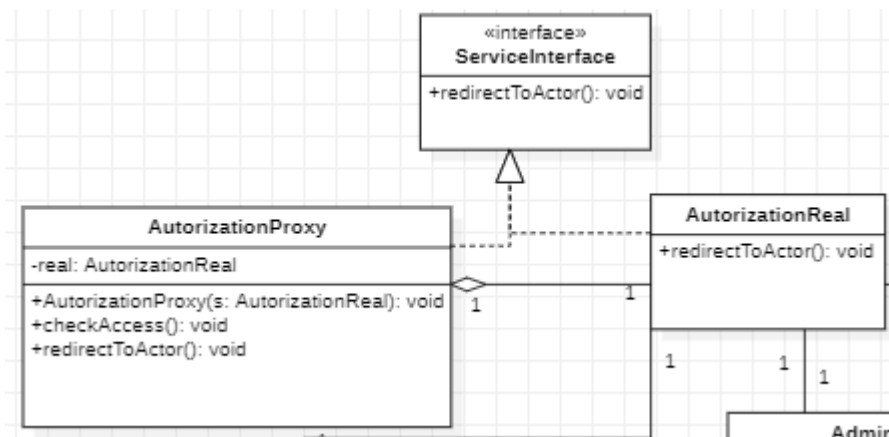 «interface»
ServiceInterface
+redirectToActor(): void
AutorizationProxy
-real: AutorizationReal
+AutorizationProxy(s: AutorizationReal): void
+checkAccess(): void
+redirectToActor(): void
AutorizationReal
+redirectToActor(): void
1
1
1
1
1
Admin